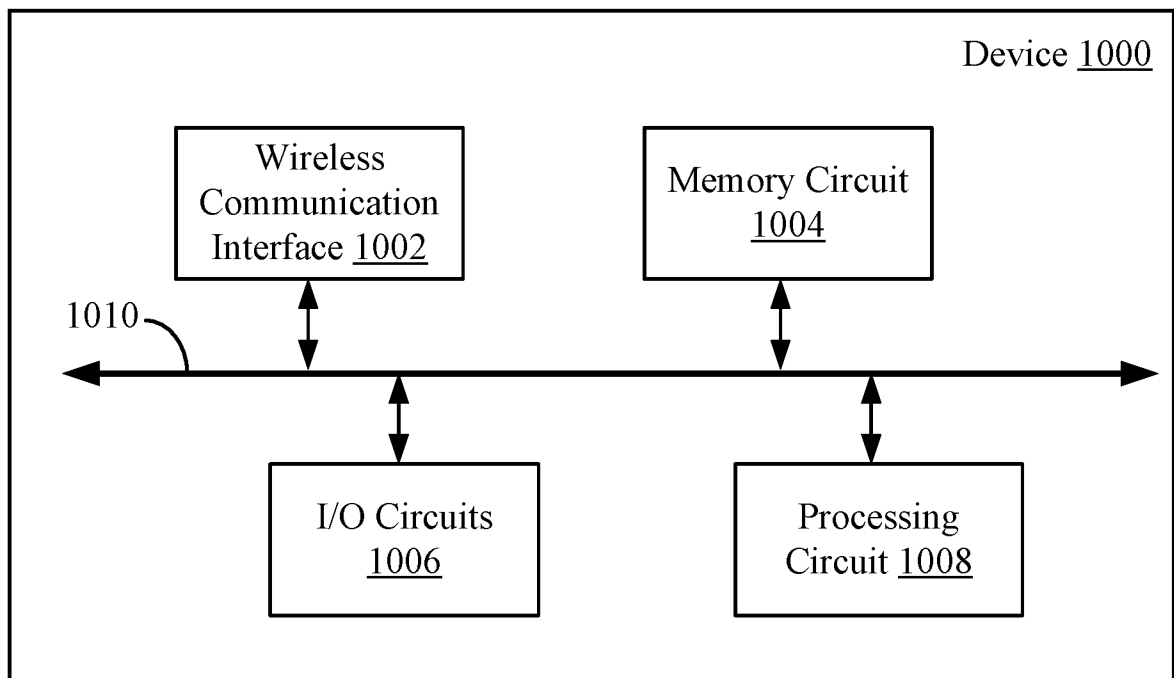 Device 1000
Wireless
Communication
Interface 1002
Memory Circuit
1004
1010
I/O Circuits
1006
Processing
Circuit 1008